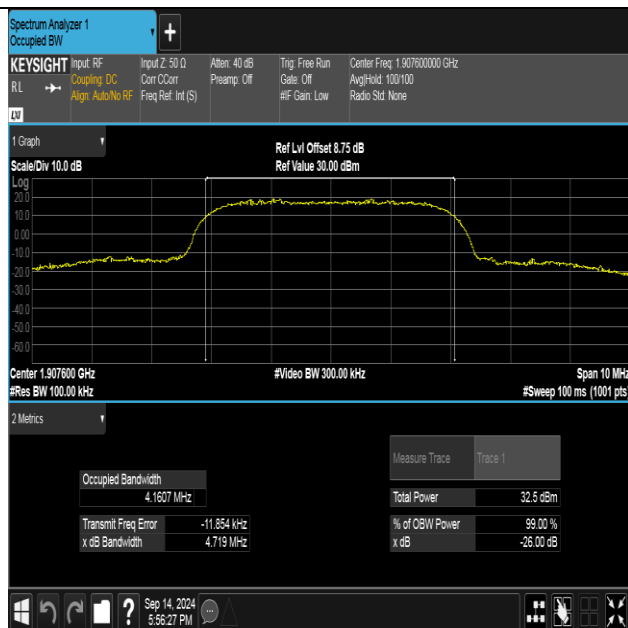 Spectrum Analyzer 1
Occupied BW
+
KEYSIGHT Input: RF Input Z: 50 Ω Atten: 40 dB Trig: Free Run Center Freq: 1.907600000 GHz
RL Coupling: DC Corr CCorr Preamp: Off Gate: Off Avg|Hold: 100/100
Align: Auto/No RF Freq Ref: Int (S) #IF Gain: Low Radio Std: None
LXI
1 Graph
Ref Lvl Offset 8.75 dB
Scale/Div 10.0 dB Ref Value 30.00 dBm
Log
20.0
10.0
0.00
-10.0
-20.0
-30.0
-40.0
-50.0
-60.0
Center 1.907600 GHz #Video BW 300.00 kHz Span 10 MHz
#Res BW 100.00 kHz #Sweep 100 ms (1001 pts)
2 Metrics
Measure Trace Trace 1
Occupied Bandwidth
4.1607 MHz Total Power 32.5 dBm
Transmit Freq Error -11.854 kHz % of OBW Power 99.00 %
x dB Bandwidth 4.719 MHz x dB -26.00 dB
? Sep 14, 2024
5:56:27 PM